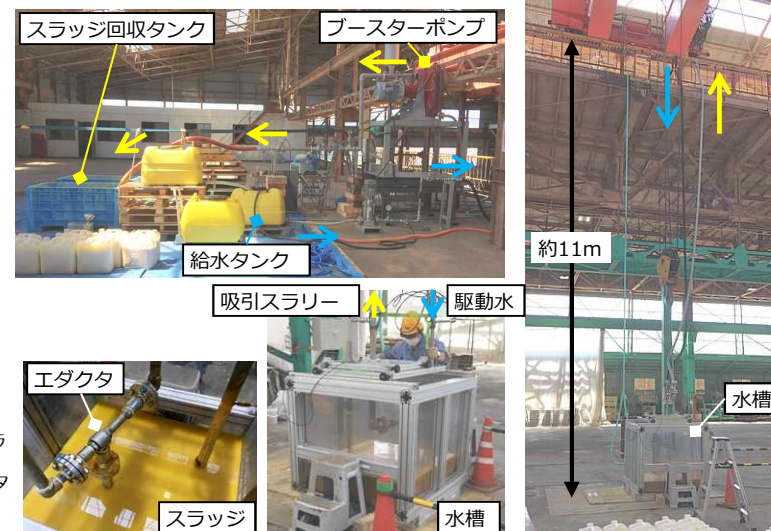 スラッジ回収タンク
ブースターポンプ
給水タンク
約11m
吸引スラリー
駆動水
エダクタ
水槽
ラ
タ
スラッジ
水槽